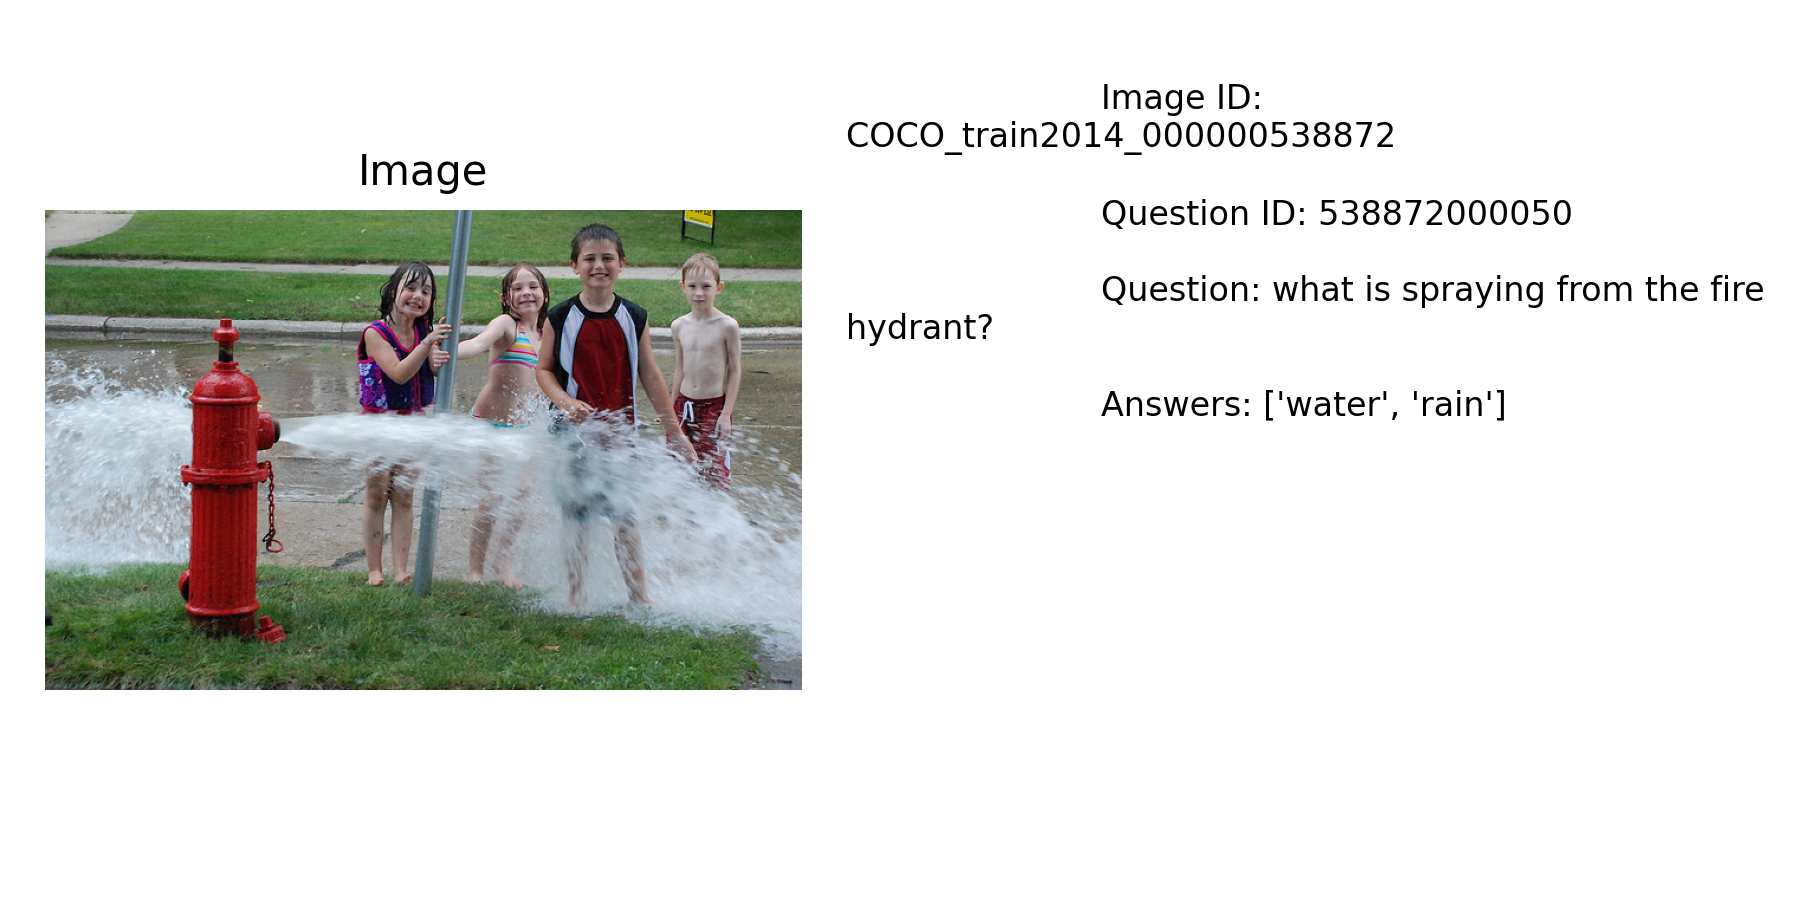 Image
Image ID:
COCO_train2014_000000538872
Question ID: 538872000050
Question: what is spraying from the fire
hydrant?
Answers: ['water', 'rain']